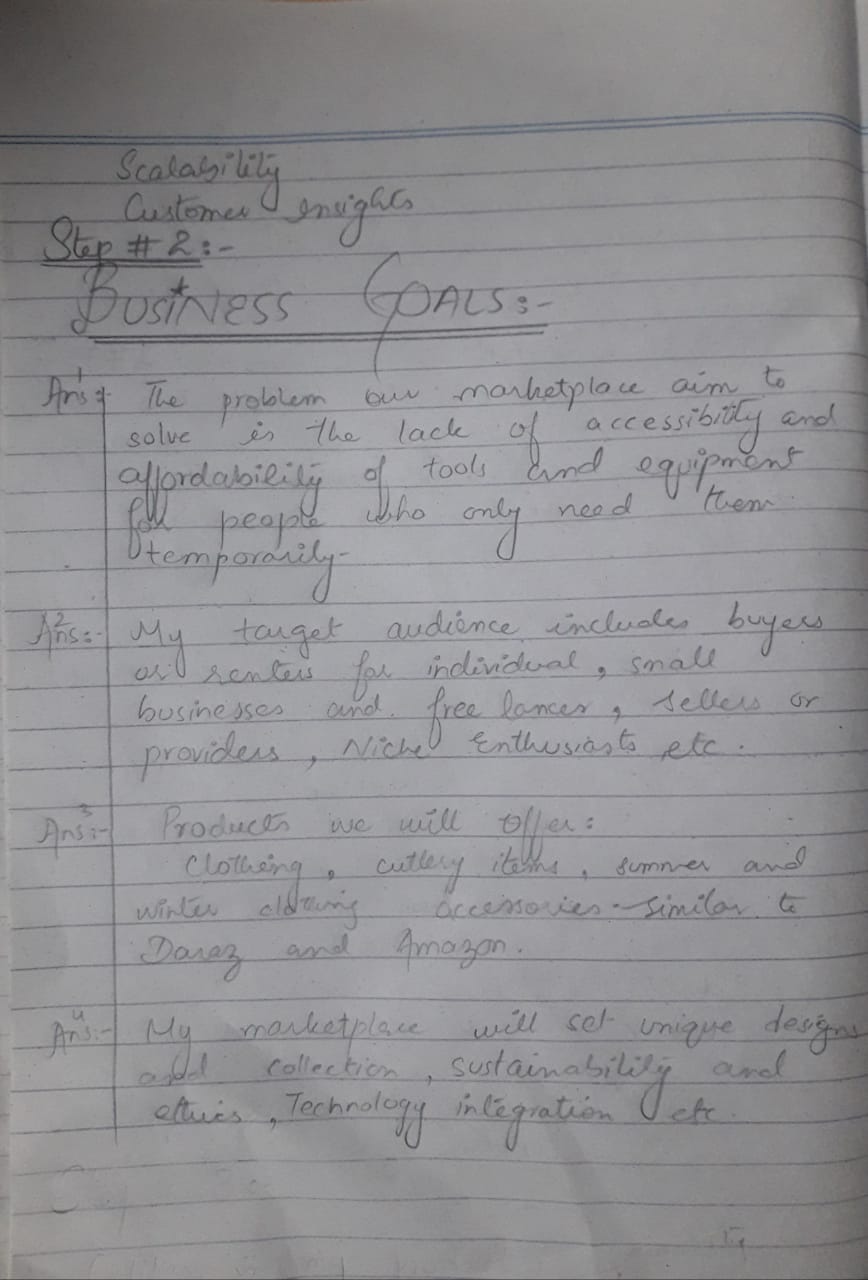 Scalability
Customer Insights
Step # 2:-
Business Goals:-
Ans1:- The problem our marketplace aim to
solve is the lack of accessibility and
affordability of tools and equipment
for people who only need them
temporarily-
Ans2:- My target audience includes buyers
or renters for individual, small
businesses and free lancer, sellers or
providers, Niche Enthusiasts etc.
Ans3:- Products we will offer:
Clothing, cutlery items, summer and
winter clothing accessories - similar to
Daraz and Amazon.
Ans4:- My marketplace will set unique designs
and collection, sustainability and
ethics, Technology integration etc.